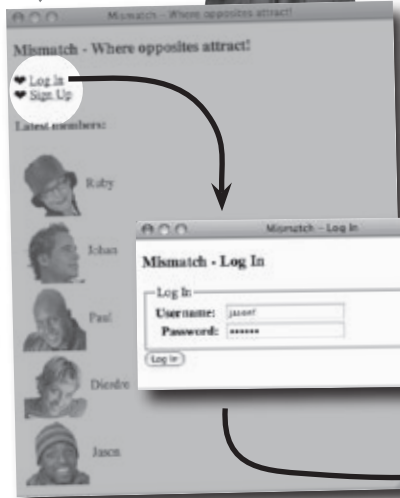 Mismatch - Where opposites attract!
Mismatch - Where opposites attract!
❤ Log In
❤ Sign Up
Latest members:
Ruby
Johan
Paul
Dierdre
Jason
Mismatch - Log In
Mismatch - Log In
Log In
Username: jasonf
Password: ••••••
Log In